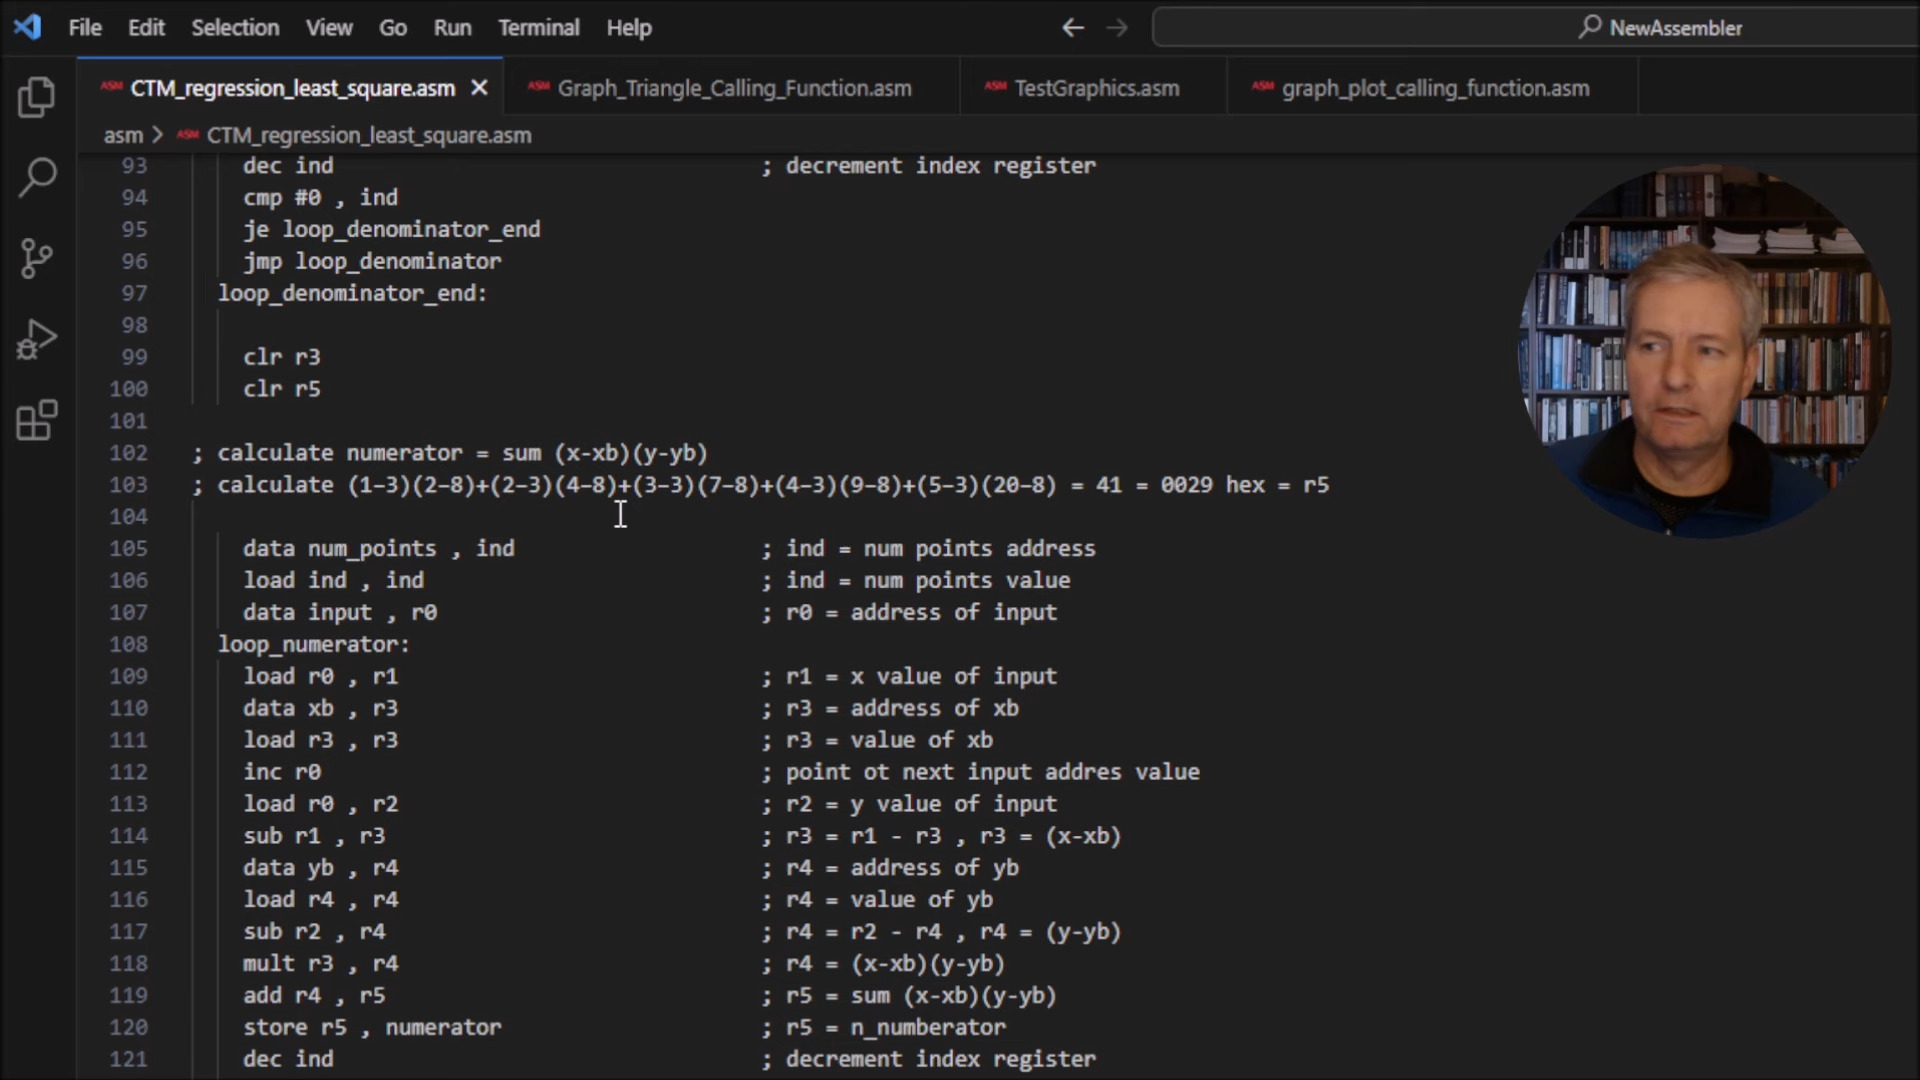 File Edit Selection View Go Run Terminal Help NewAssembler
ASM CTM_regression_least_square.asm ASM Graph_Triangle_Calling_Function.asm ASM TestGraphics.asm ASM graph_plot_calling_function.asm
asm > ASM CTM_regression_least_square.asm
93 dec ind ; decrement index register
94 cmp #0 , ind
95 je loop_denominator_end
96 jmp loop_denominator
97 loop_denominator_end:
98
99 clr r3
100 clr r5
101
102 ; calculate numerator = sum (x-xb)(y-yb)
103 ; calculate (1-3)(2-8)+(2-3)(4-8)+(3-3)(7-8)+(4-3)(9-8)+(5-3)(20-8) = 41 = 0029 hex = r5
104
105 data num_points , ind ; ind = num points address
106 load ind , ind ; ind = num points value
107 data input , r0 ; r0 = address of input
108 loop_numerator:
109 load r0 , r1 ; r1 = x value of input
110 data xb , r3 ; r3 = address of xb
111 load r3 , r3 ; r3 = value of xb
112 inc r0 ; point ot next input addres value
113 load r0 , r2 ; r2 = y value of input
114 sub r1 , r3 ; r3 = r1 - r3 , r3 = (x-xb)
115 data yb , r4 ; r4 = address of yb
116 load r4 , r4 ; r4 = value of yb
117 sub r2 , r4 ; r4 = r2 - r4 , r4 = (y-yb)
118 mult r3 , r4 ; r4 = (x-xb)(y-yb)
119 add r4 , r5 ; r5 = sum (x-xb)(y-yb)
120 store r5 , numerator ; r5 = n_numberator
121 dec ind ; decrement index register